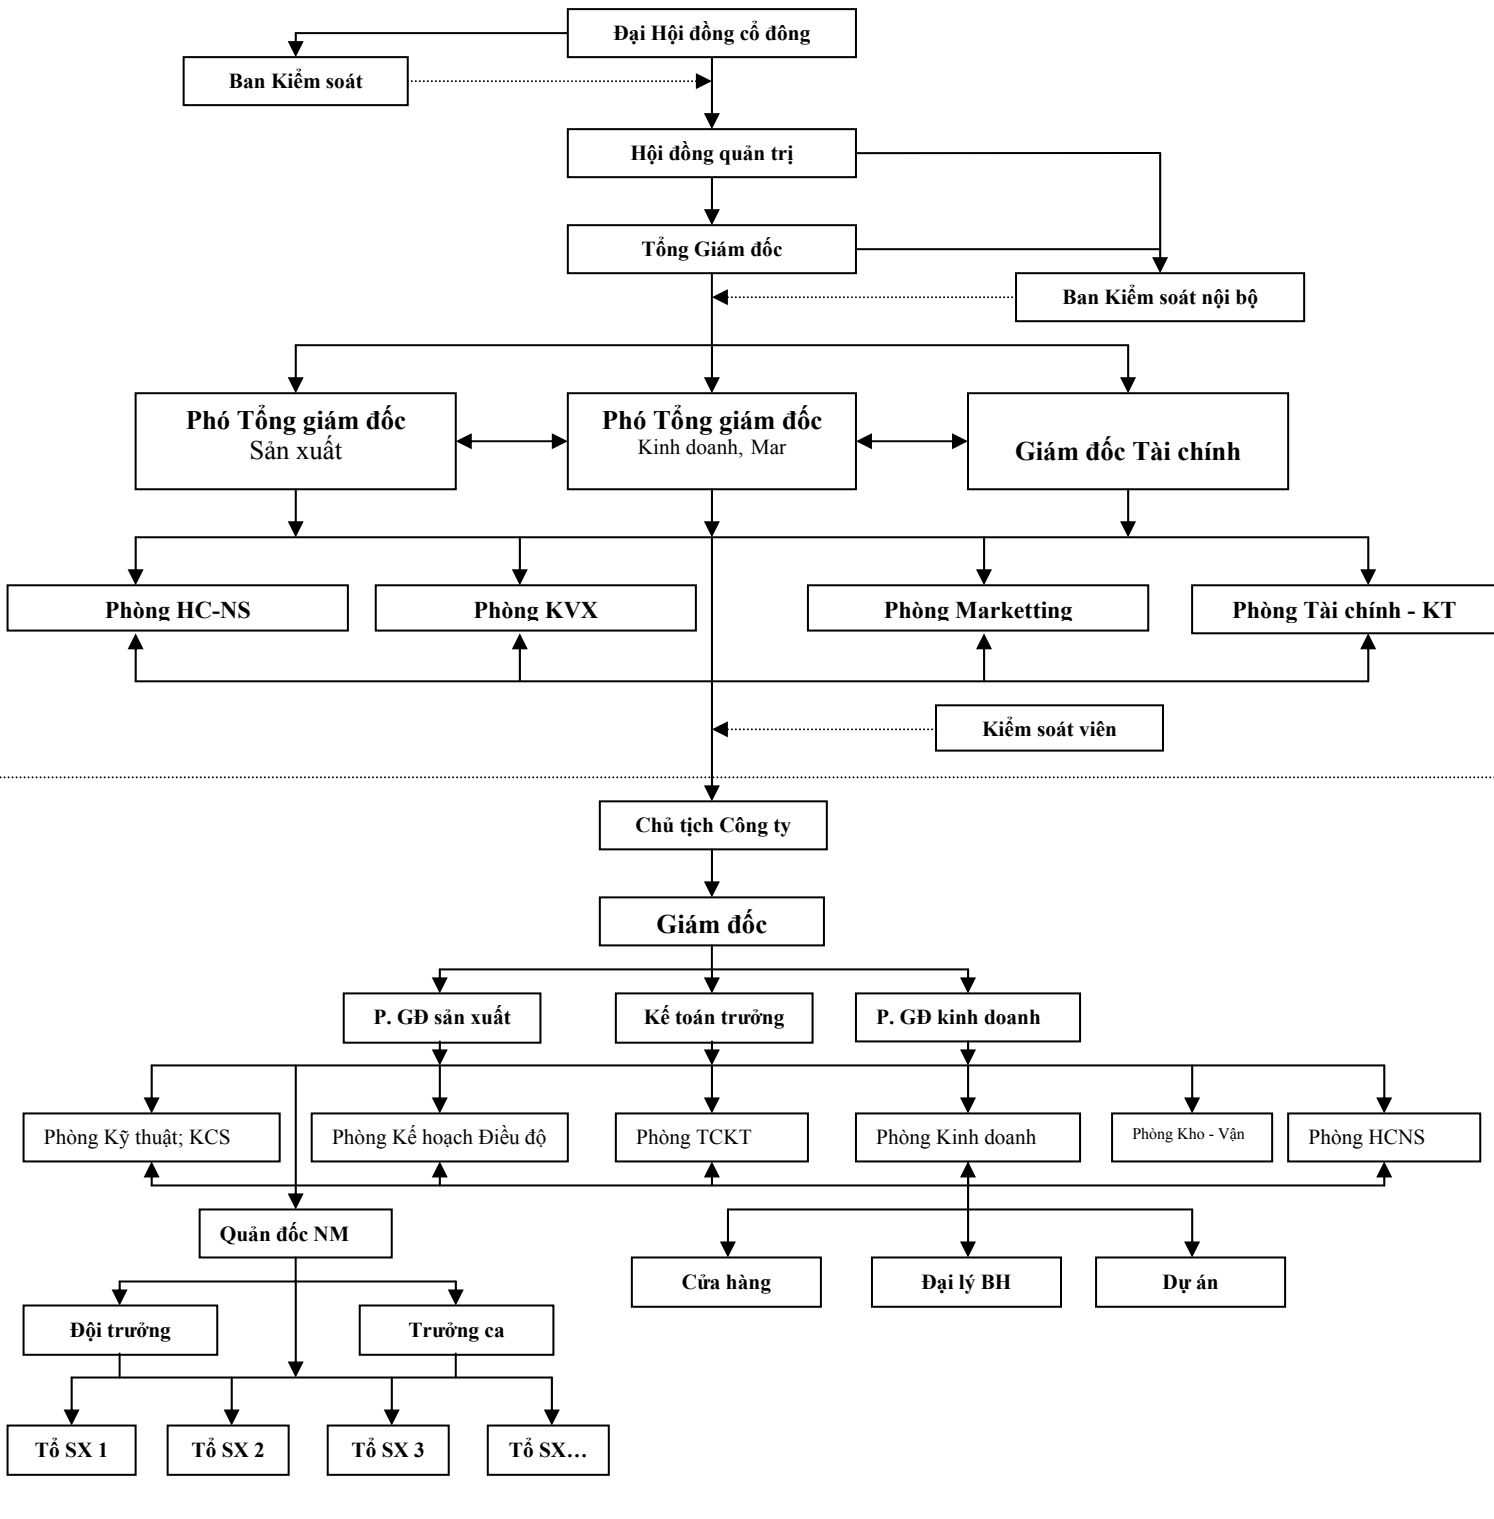 Đại Hội đồng cổ đông
Ban Kiểm soát
Hội đồng quản trị
Tổng Giám đốc
Ban Kiểm soát nội bộ
Phó Tổng giám đốc
Sản xuất
Phó Tổng giám đốc
Kinh doanh, Mar
Giám đốc Tài chính
Phòng HC-NS
Phòng KVX
Phòng Marketting
Phòng Tài chính - KT
Kiểm soát viên
Chủ tịch Công ty
Giám đốc
P. GĐ sản xuất
Kế toán trưởng
P. GĐ kinh doanh
Phòng Kỹ thuật; KCS
Phòng Kế hoạch Điều độ
Phòng TCKT
Phòng Kinh doanh
Phòng Kho - Vận
Phòng HCNS
Quản đốc NM
Cửa hàng
Đại lý BH
Dự án
Đội trưởng
Trưởng ca
Tổ SX 1
Tổ SX 2
Tổ SX 3
Tổ SX…